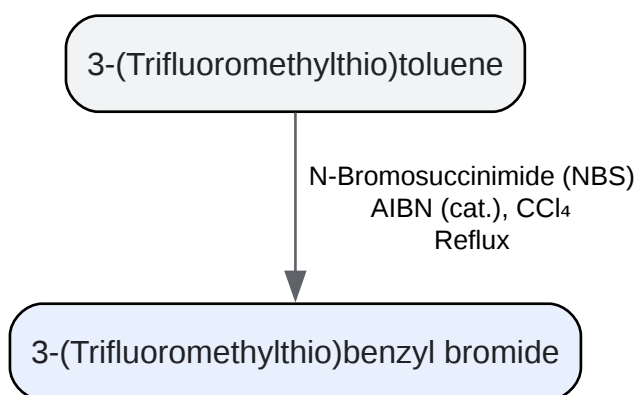 3-(Trifluoromethylthio)toluene
N-Bromosuccinimide (NBS)
AIBN (cat.), CCl₄
Reflux
3-(Trifluoromethylthio)benzyl bromide